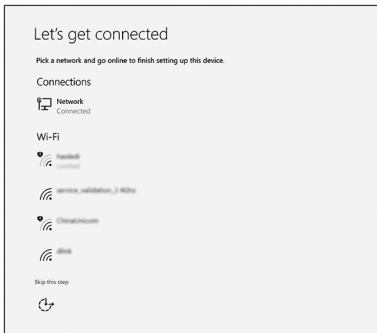 Let's get connected
Pick a network and go online to finish setting up this device.
Connections
Network
Connected
Wi-Fi
Limited
service_validation_2.4Ghz
ChinaUnicom
dlink
Skip this step